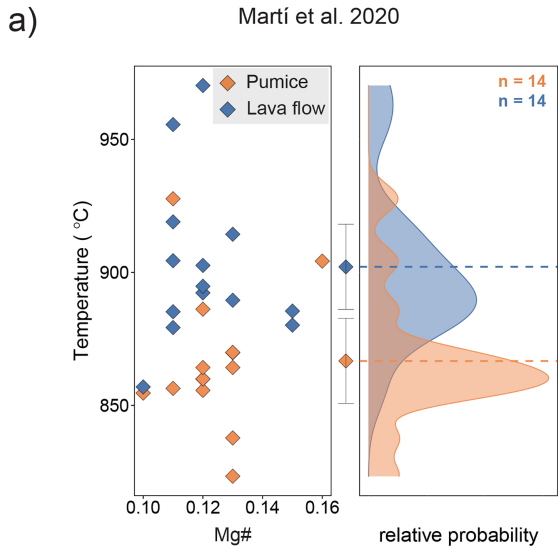 a)
Martí et al. 2020
Pumice
Lava flow
n = 14
n = 14
950
900
850
Temperature ( °C)
0.10
0.12
0.14
0.16
Mg#
relative probability